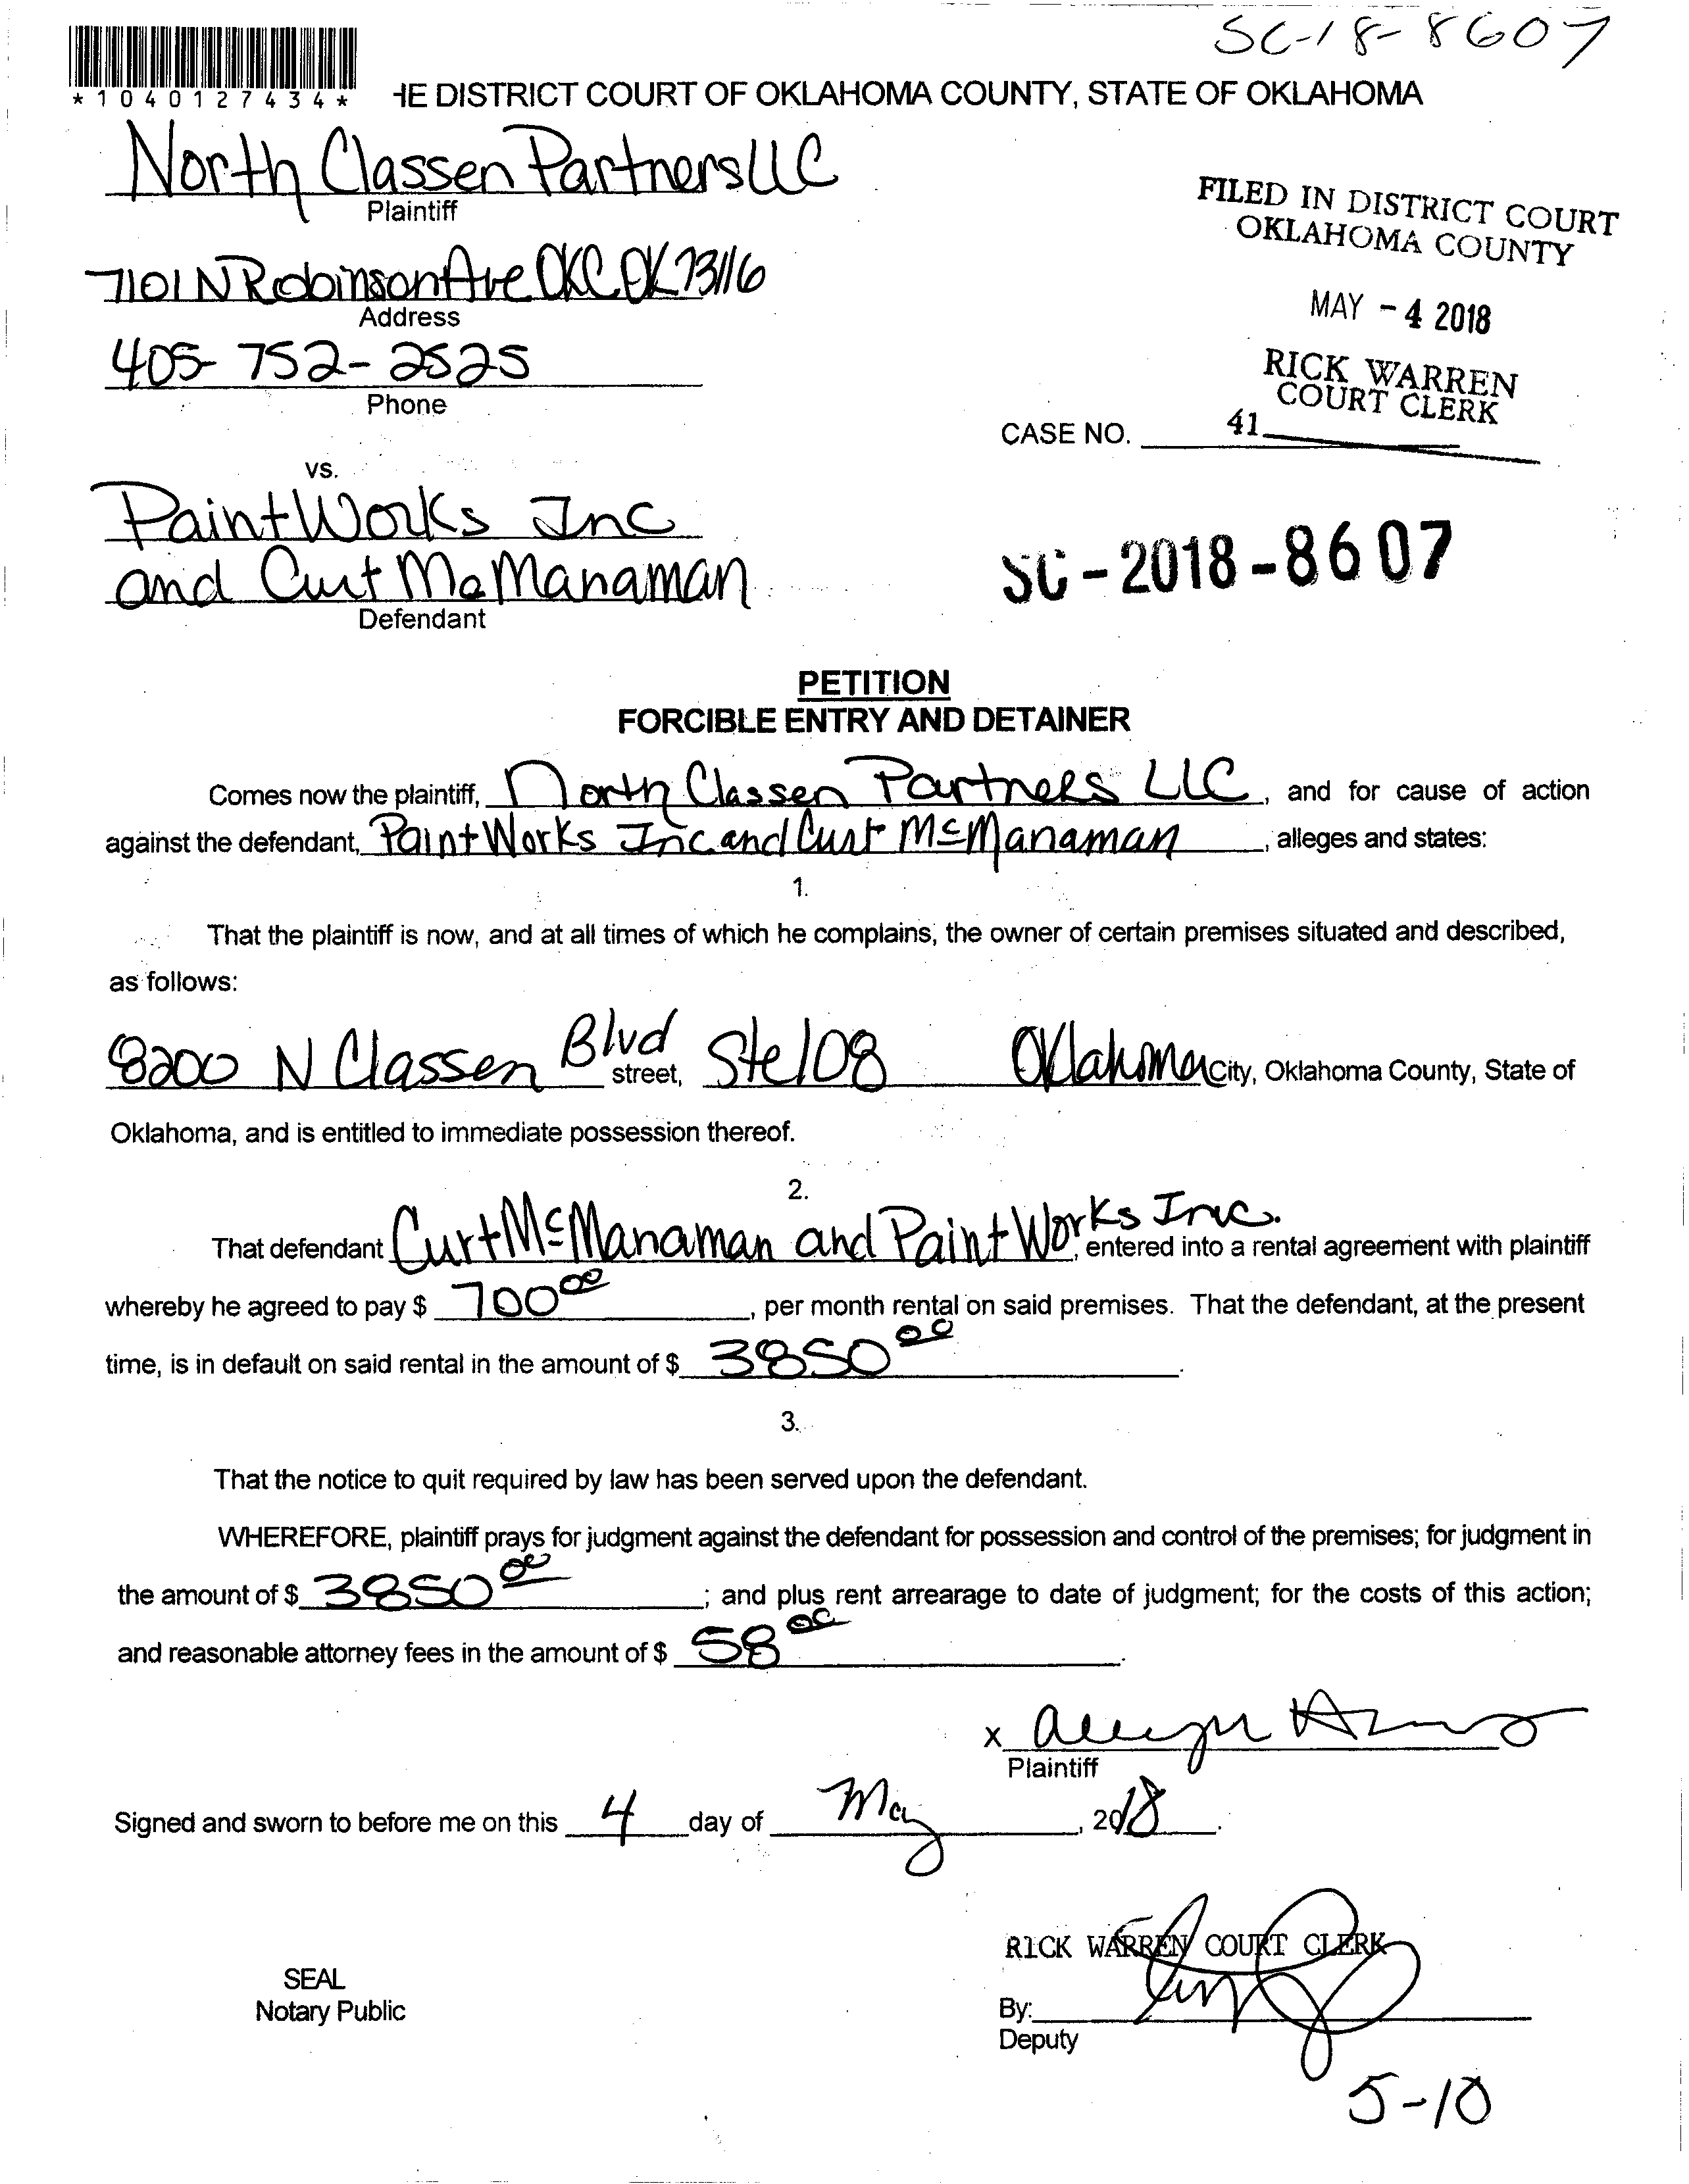 SC-18-8607
*1040127434*
HE DISTRICT COURT OF OKLAHOMA COUNTY, STATE OF OKLAHOMA
North Classen Partners LLC
Plaintiff
FILED IN DISTRICT COURT
OKLAHOMA COUNTY
7101 N Robinson Ave OKC OK 73116
Address
MAY - 4 2018
405-752-2525
Phone
RICK WARREN
COURT CLERK
CASE NO. 41
vs.
PaintWorks Inc
and Curt McManaman
Defendant
SC-2018-8607
PETITION
FORCIBLE ENTRY AND DETAINER
Comes now the plaintiff, North Classen Partners LLC, and for cause of action
against the defendant, PaintWorks Inc and Curt McManaman, alleges and states:
1.
That the plaintiff is now, and at all times of which he complains, the owner of certain premises situated and described,
as follows:
8200 N Classen Blvd street, Ste 108 Oklahoma City, Oklahoma County, State of
Oklahoma, and is entitled to immediate possession thereof.
2.
That defendant Curt McManaman and PaintWorks Inc., entered into a rental agreement with plaintiff
whereby he agreed to pay $ 700 00, per month rental on said premises. That the defendant, at the present
time, is in default on said rental in the amount of $ 3850 00.
3.
That the notice to quit required by law has been served upon the defendant.
WHEREFORE, plaintiff prays for judgment against the defendant for possession and control of the premises; for judgment in
the amount of $ 3850 00; and plus rent arrearage to date of judgment; for the costs of this action;
and reasonable attorney fees in the amount of $ 58 00.
x
Plaintiff
Signed and sworn to before me on this 4 day of May, 2018.
RICK WARREN COURT CLERK
SEAL
Notary Public
By:
Deputy
5-10